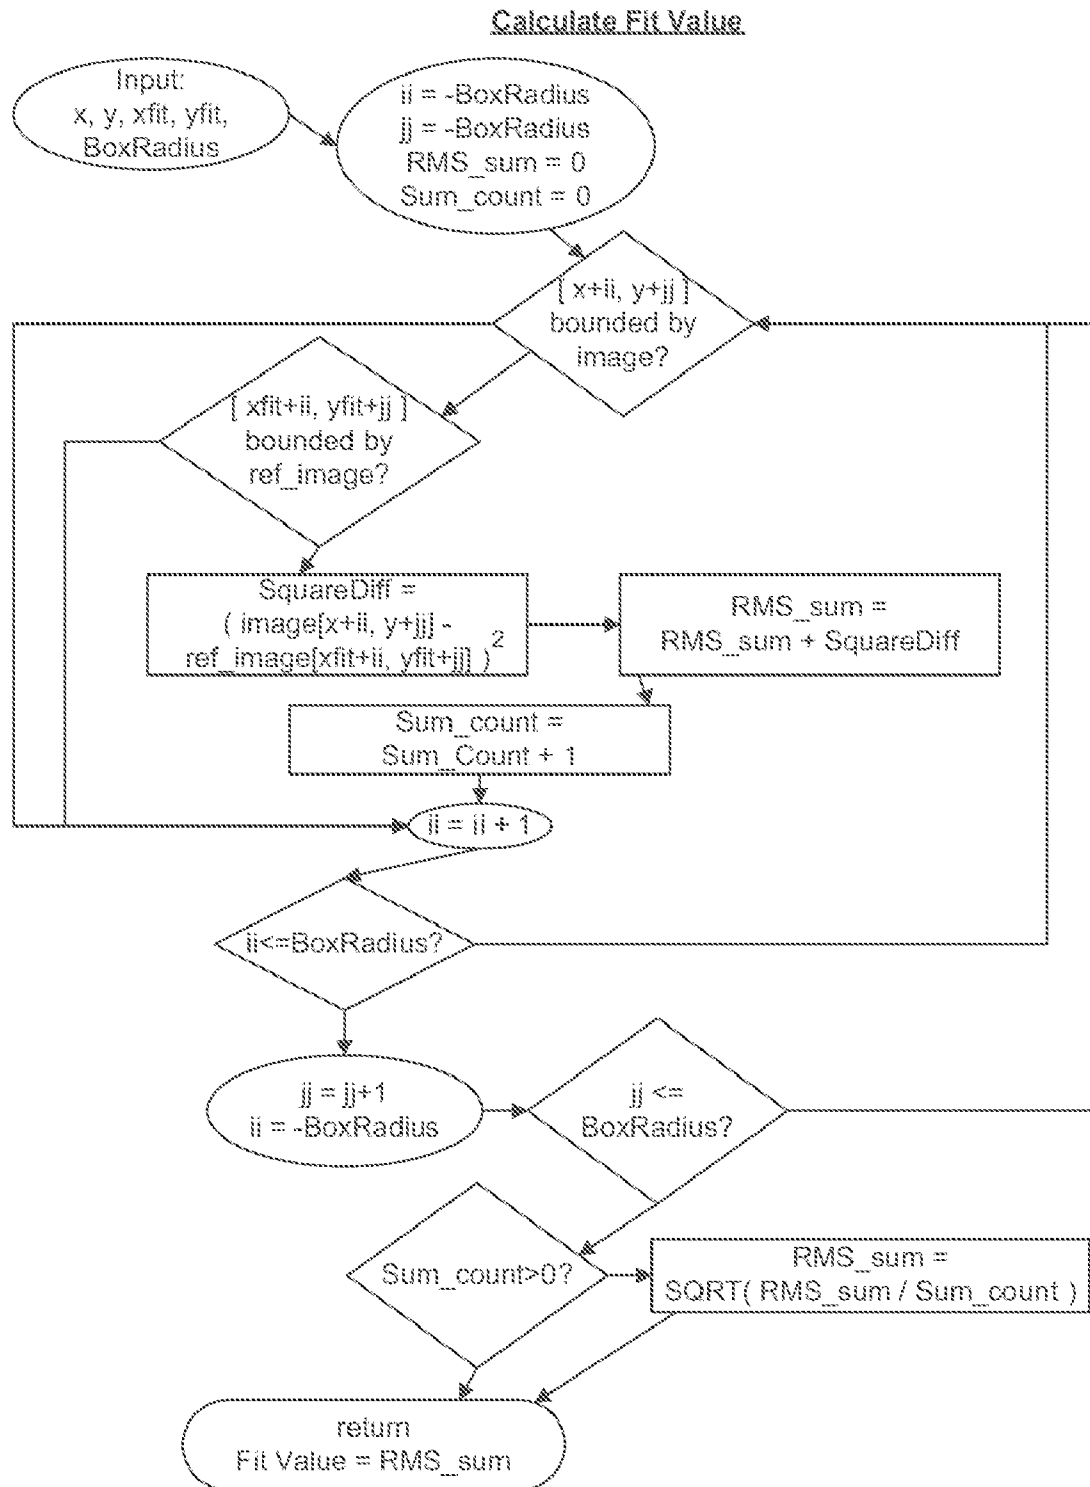 Calculate Fit Value
Input:
x, y, xfit, yfit,
BoxRadius
ii = -BoxRadius
jj = -BoxRadius
RMS_sum = 0
Sum_count = 0
[ x+ii, y+jj ]
bounded by
image?
[ xfit+ii, yfit+jj ]
bounded by
ref_image?
SquareDiff =
( image[x+ii, y+jj] -
ref_image[xfit+ii, yfit+jj] )2
RMS_sum =
RMS_sum + SquareDiff
Sum_count =
Sum_Count + 1
ii = ii + 1
ii<=BoxRadius?
jj = jj+1
ii = -BoxRadius
jj <=
BoxRadius?
Sum_count>0?
RMS_sum =
SQRT( RMS_sum / Sum_count )
return
Fit Value = RMS_sum